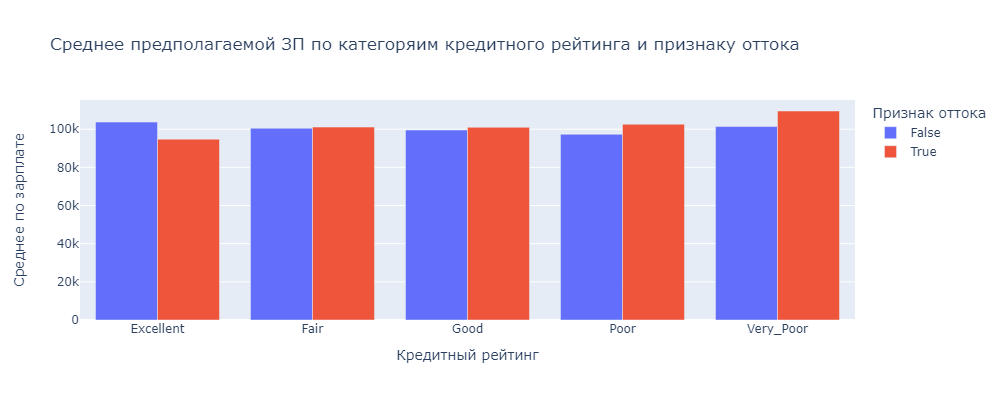 Среднее предполагаемой ЗП по категоряим кредитного рейтинга и признаку оттока
Признак оттока
False
True
Среднее по зарплате
100k
80k
60k
40k
20k
0
Excellent
Fair
Good
Poor
Very_Poor
Кредитный рейтинг